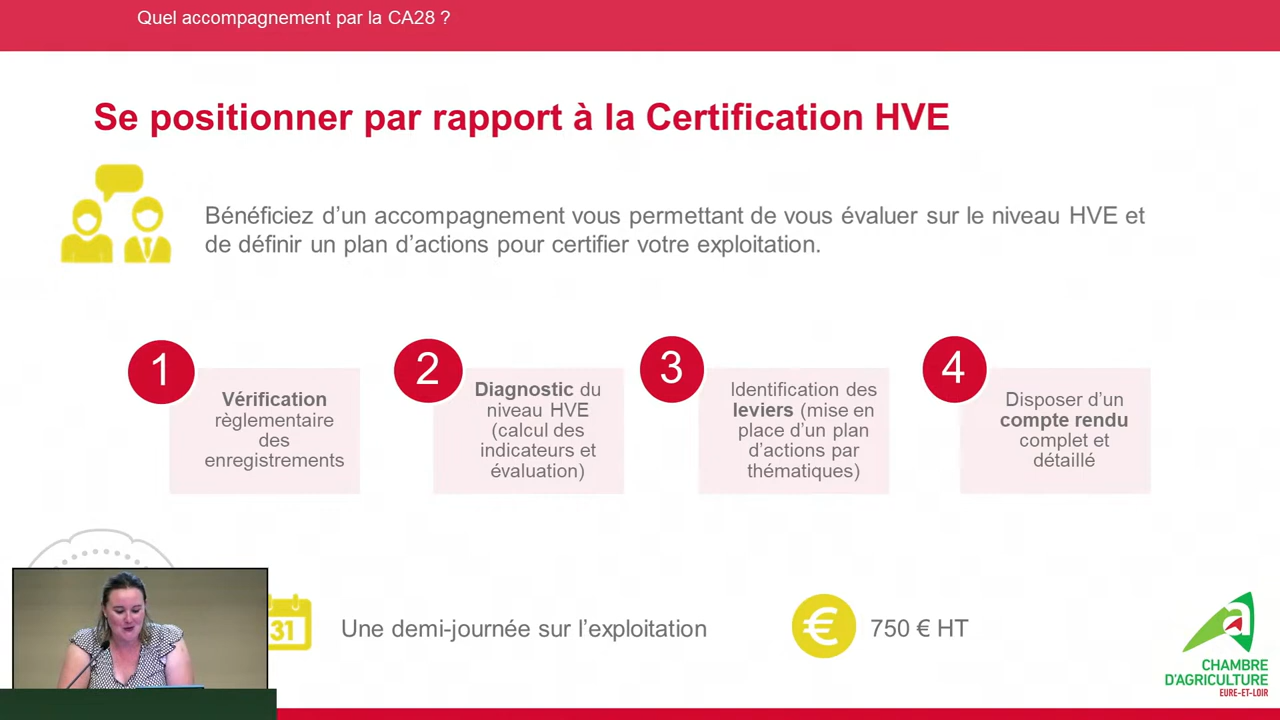 Quel accompagnement par la CA28 ?
Se positionner par rapport à la Certification HVE
Bénéficiez d’un accompagnement vous permettant de vous évaluer sur le niveau HVE et
de définir un plan d’actions pour certifier votre exploitation.
1
Vérification
règlementaire
des
enregistrements
2
Diagnostic du
niveau HVE
(calcul des
indicateurs et
évaluation)
3
Identification des
leviers (mise en
place d’un plan
d’actions par
thématiques)
4
Disposer d’un
compte rendu
complet et
détaillé
31
Une demi-journée sur l’exploitation
€
750 € HT
a
CHAMBRE
D'AGRICULTURE
EURE-ET-LOIR